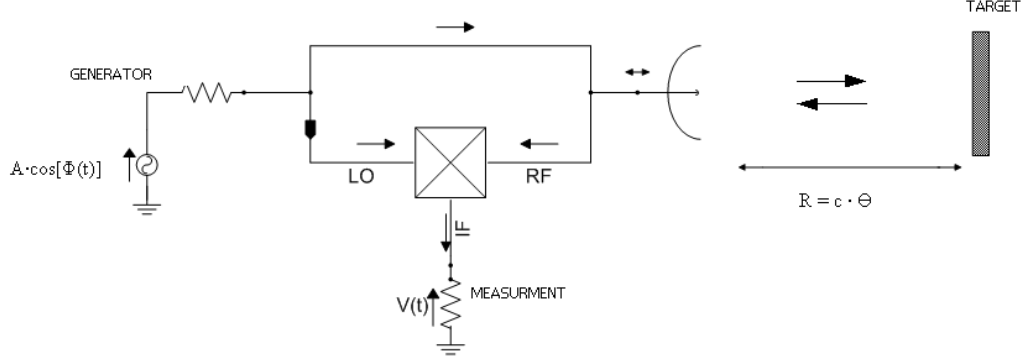 TARGET
GENERATOR
A·cos[Φ(t)]
LO
RF
R = c · Θ
IF
V(t)
MEASURMENT